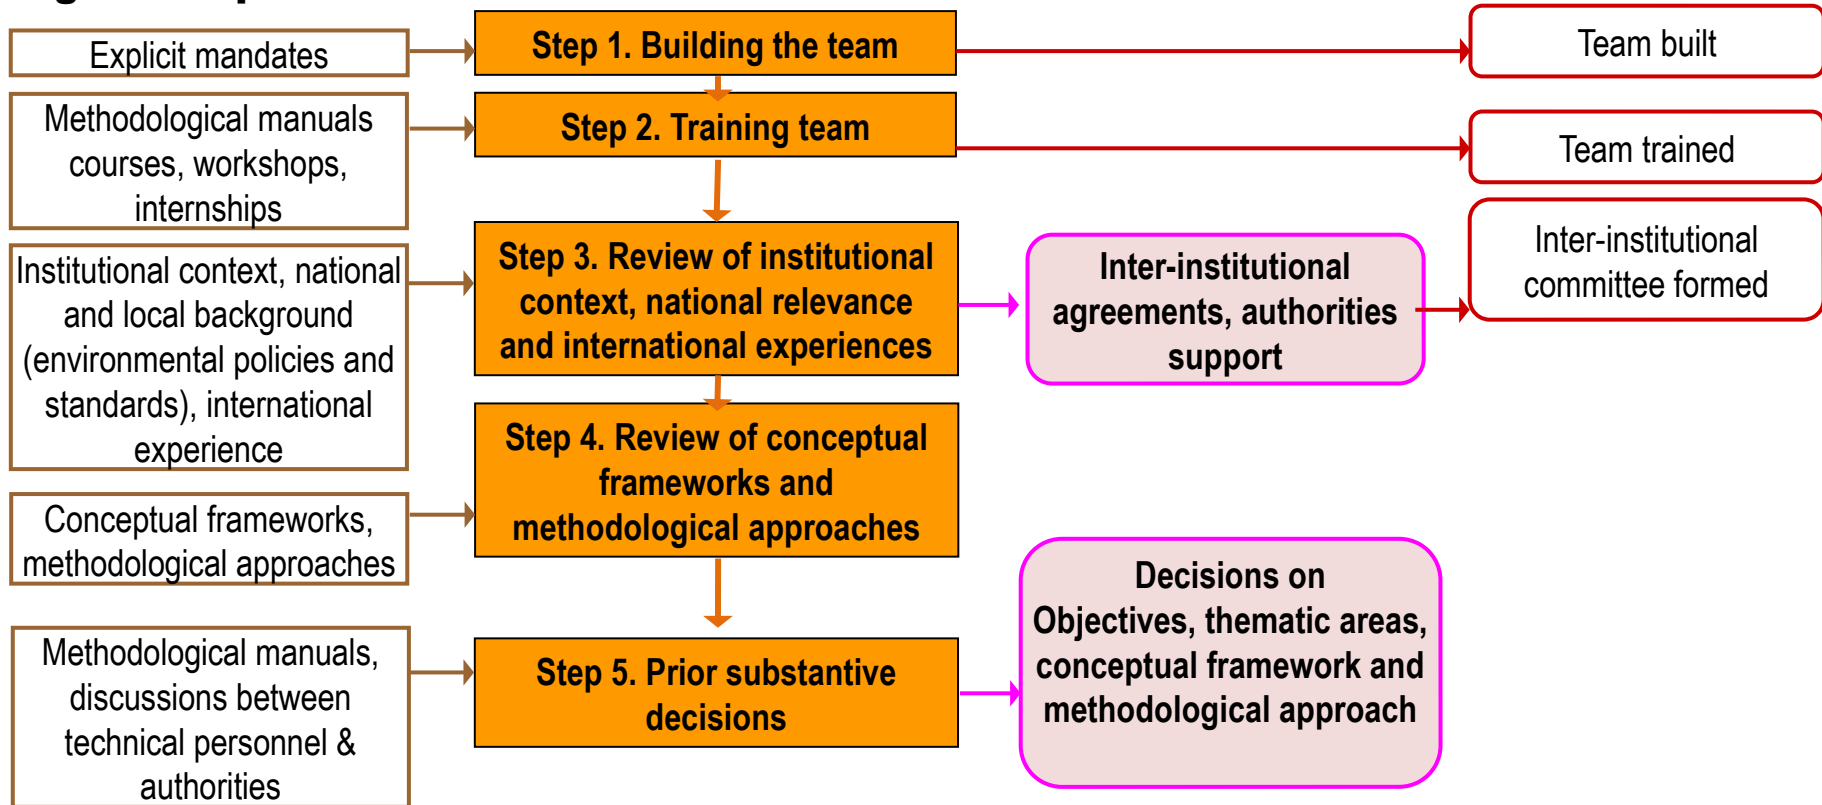 Explicit mandates
Step 1. Building the team
Team built
Methodological manuals
courses, workshops,
internships
Step 2. Training team
Team trained
Institutional context, national
and local background
(environmental policies and
standards), international
experience
Step 3. Review of institutional
context, national relevance
and international experiences
Inter-institutional
agreements, authorities
support
Inter-institutional
committee formed
Conceptual frameworks,
methodological approaches
Step 4. Review of conceptual
frameworks and
methodological approaches
Methodological manuals,
discussions between
technical personnel &
authorities
Step 5. Prior substantive
decisions
Decisions on
Objectives, thematic areas,
conceptual framework and
methodological approach